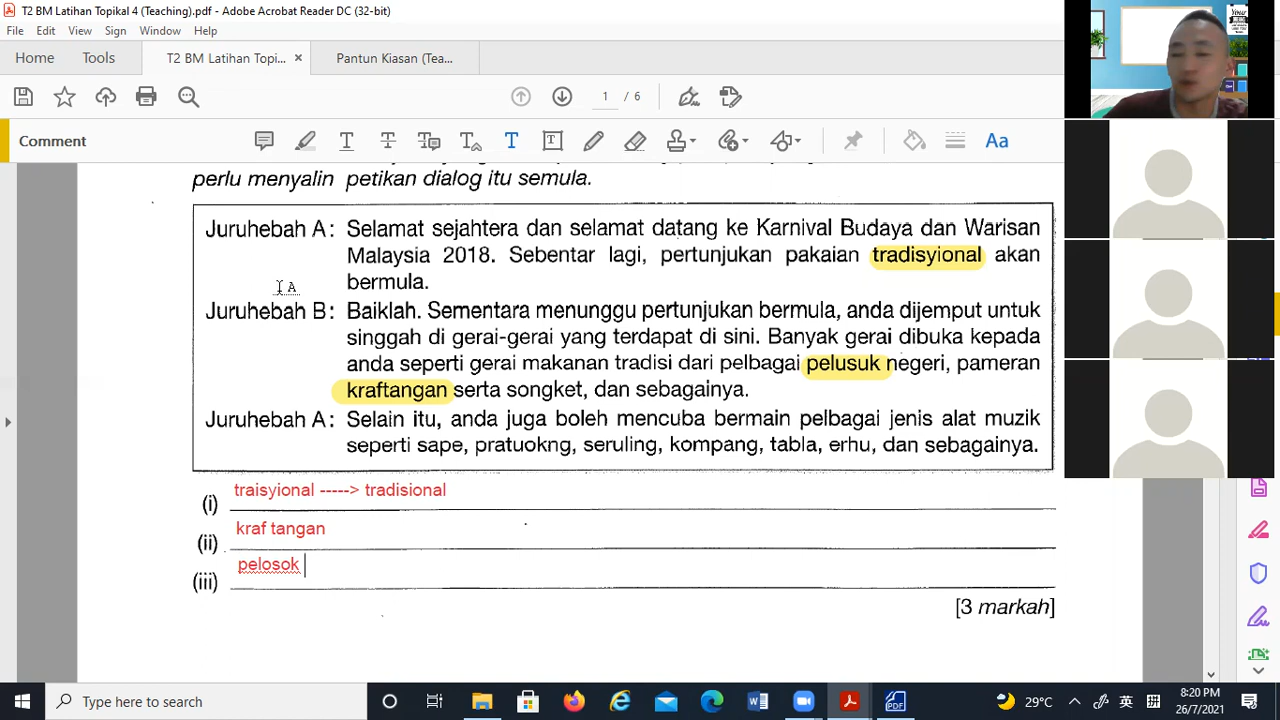 T2 BM Latihan Topikal 4 (Teaching).pdf - Adobe Acrobat Reader DC (32-bit)
File Edit View Sign Window Help
Home Tools T2 BM Latihan Topi... × Pantun Kiasan (Tea...
1 / 6
Comment
Aa
perlu menyalin petikan dialog itu semula.
Juruhebah A: Selamat sejahtera dan selamat datang ke Karnival Budaya dan Warisan
Malaysia 2018. Sebentar lagi, pertunjukan pakaian tradisyional akan
bermula.
A
Juruhebah B: Baiklah. Sementara menunggu pertunjukan bermula, anda dijemput untuk
singgah di gerai-gerai yang terdapat di sini. Banyak gerai dibuka kepada
anda seperti gerai makanan tradisi dari pelbagai pelusuk negeri, pameran
kraftangan serta songket, dan sebagainya.
Juruhebah A: Selain itu, anda juga boleh mencuba bermain pelbagai jenis alat muzik
seperti sape, pratuokng, seruling, kompang, tabla, erhu, dan sebagainya.
(i) traisyional -----> tradisional
(ii) kraf tangan
(iii) pelosok
[3 markah]
Type here to search
29°C
英
拼
8:20 PM
26/7/2021